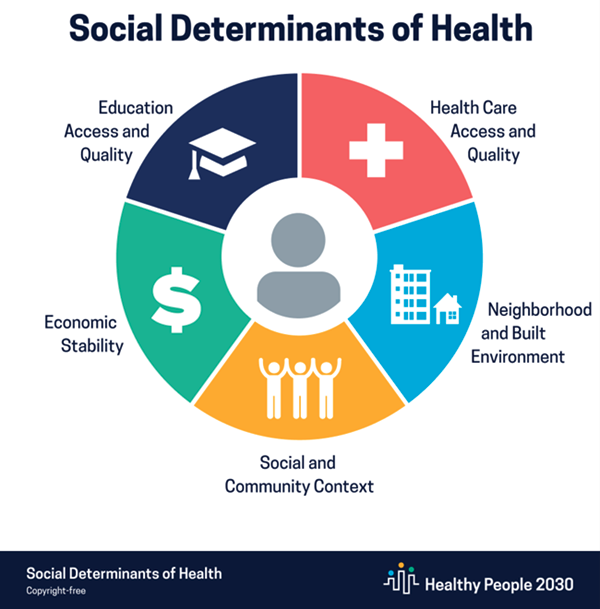 Social Determinants of Health
Education
Access and
Quality
Health Care
Access and
Quality
$
Economic
Stability
Neighborhood
and Built
Environment
Social and
Community Context
Social Determinants of Health
Copyright-free
Healthy People 2030